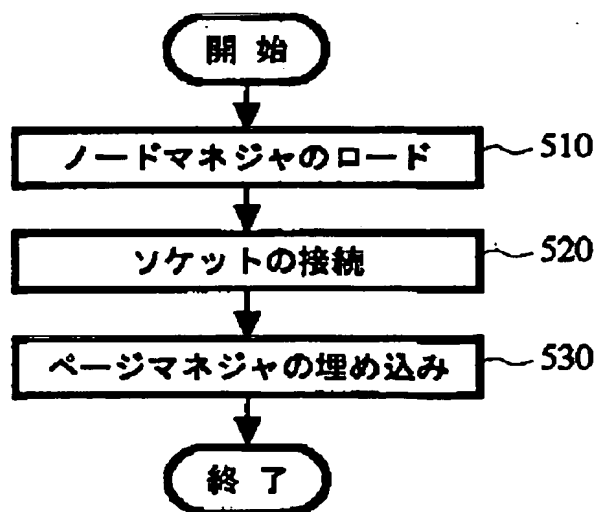 開 始
ノードマネジャのロード
510
ソケットの接続
520
ページマネジャの埋め込み
530
終 了